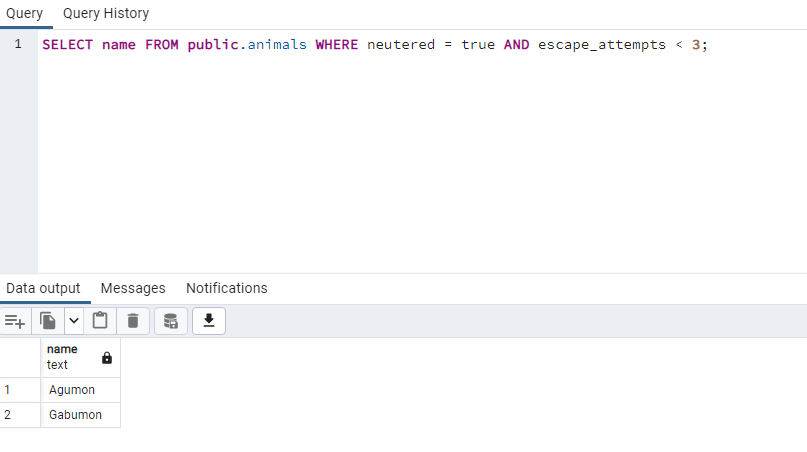 Query Query History
1 SELECT name FROM public.animals WHERE neutered = true AND escape_attempts < 3;
Data output Messages Notifications
name
text
1 Agumon
2 Gabumon